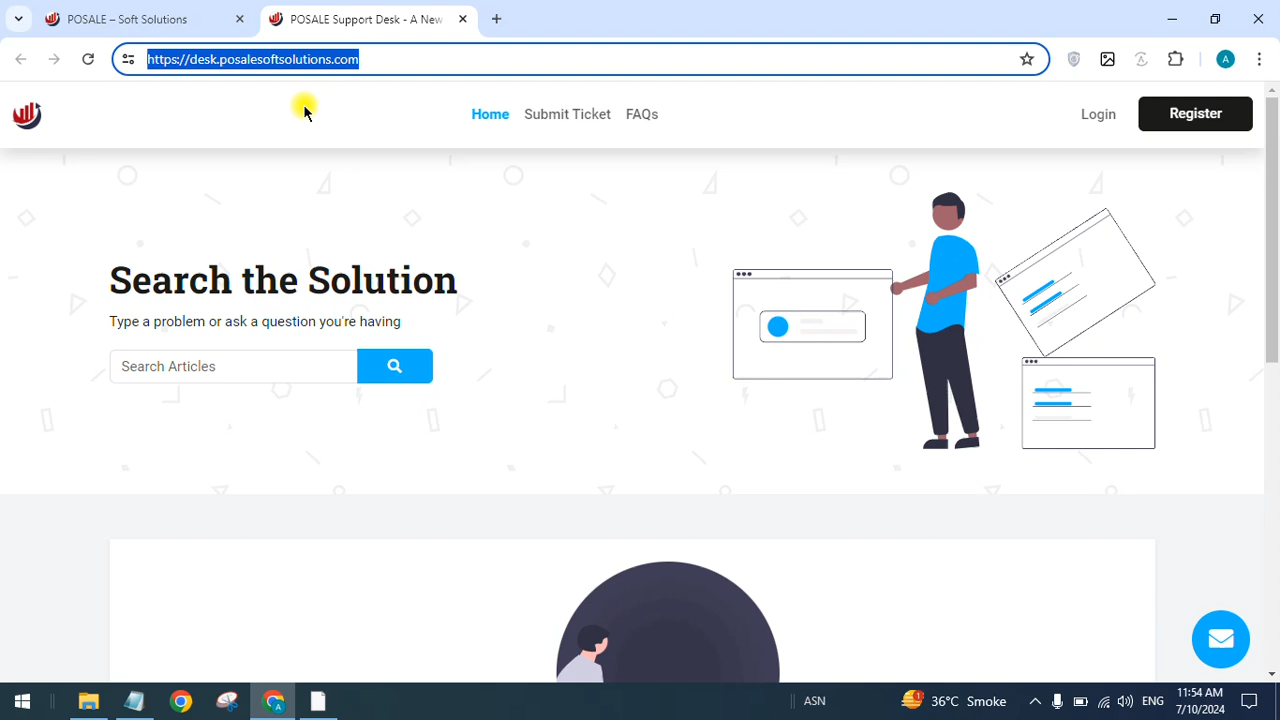 POSALE – Soft Solutions
POSALE Support Desk - A New
https://desk.posalesoftsolutions.com
A
Home
Submit Ticket
FAQs
Login
Register
Search the Solution
Type a problem or ask a question you're having
Search Articles
ASN
1
36°C Smoke
ENG
11:54 AM
7/10/2024